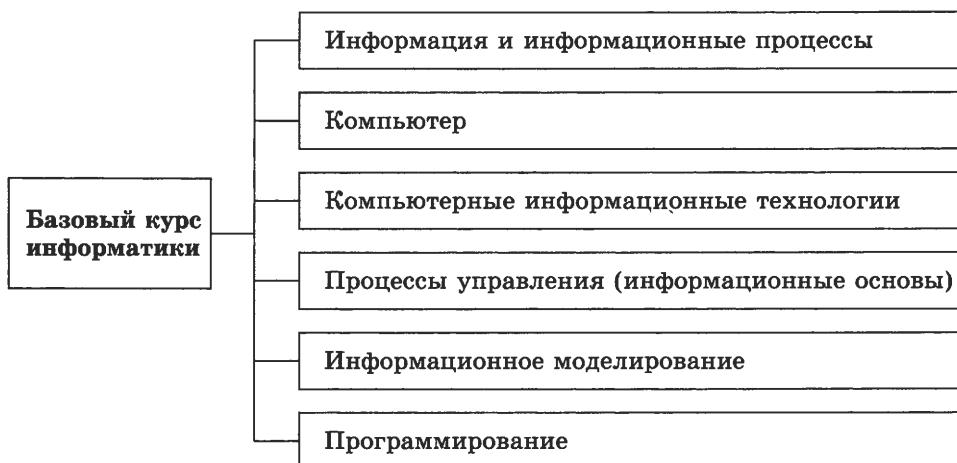 Базовый курс
информатики
Информация и информационные процессы
Компьютер
Компьютерные информационные технологии
Процессы управления (информационные основы)
Информационное моделирование
Программирование